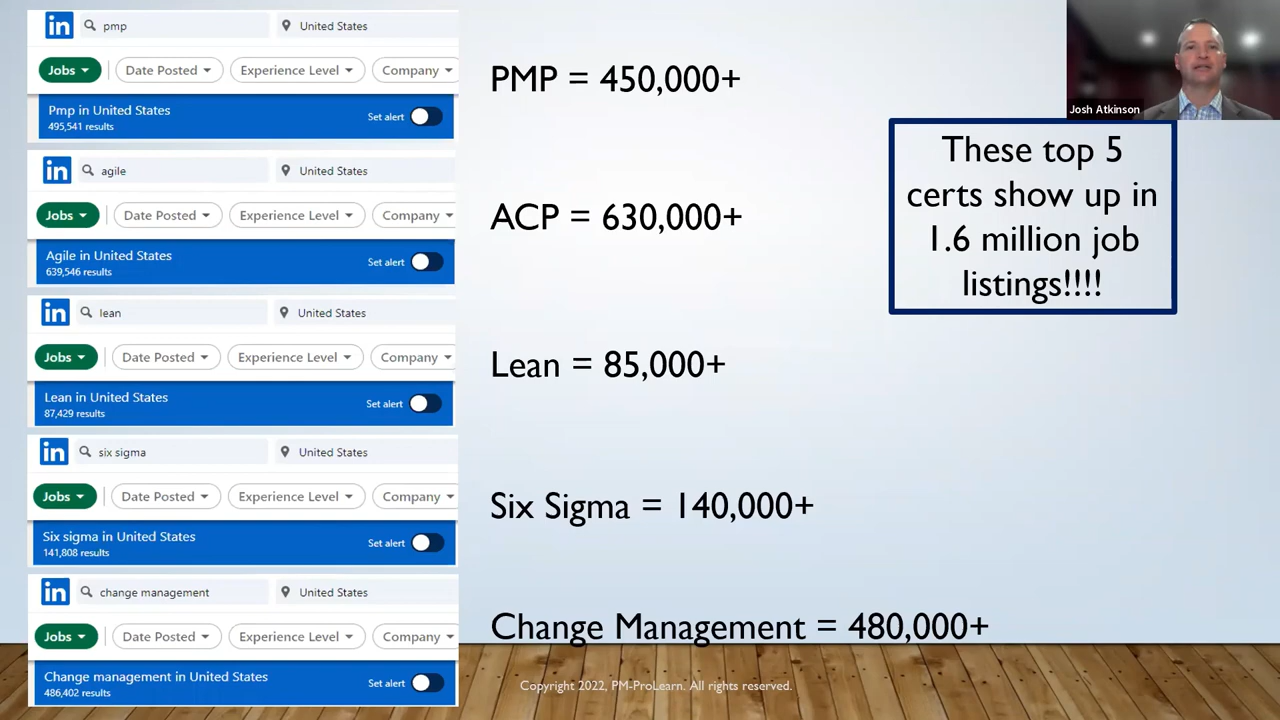 in pmp United States
Jobs Date Posted Experience Level Company
Pmp in United States
495,541 results
Set alert
PMP = 450,000+
Josh Atkinson
These top 5
certs show up in
1.6 million job
listings!!!!
in agile United States
Jobs Date Posted Experience Level Company
Agile in United States
639,546 results
Set alert
ACP = 630,000+
in lean United States
Jobs Date Posted Experience Level Company
Lean in United States
87,429 results
Set alert
Lean = 85,000+
in six sigma United States
Jobs Date Posted Experience Level Company
Six sigma in United States
141,808 results
Set alert
Six Sigma = 140,000+
in change management United States
Jobs Date Posted Experience Level Company
Change management in United States
486,402 results
Set alert
Change Management = 480,000+
Copyright 2022, PM-ProLearn. All rights reserved.